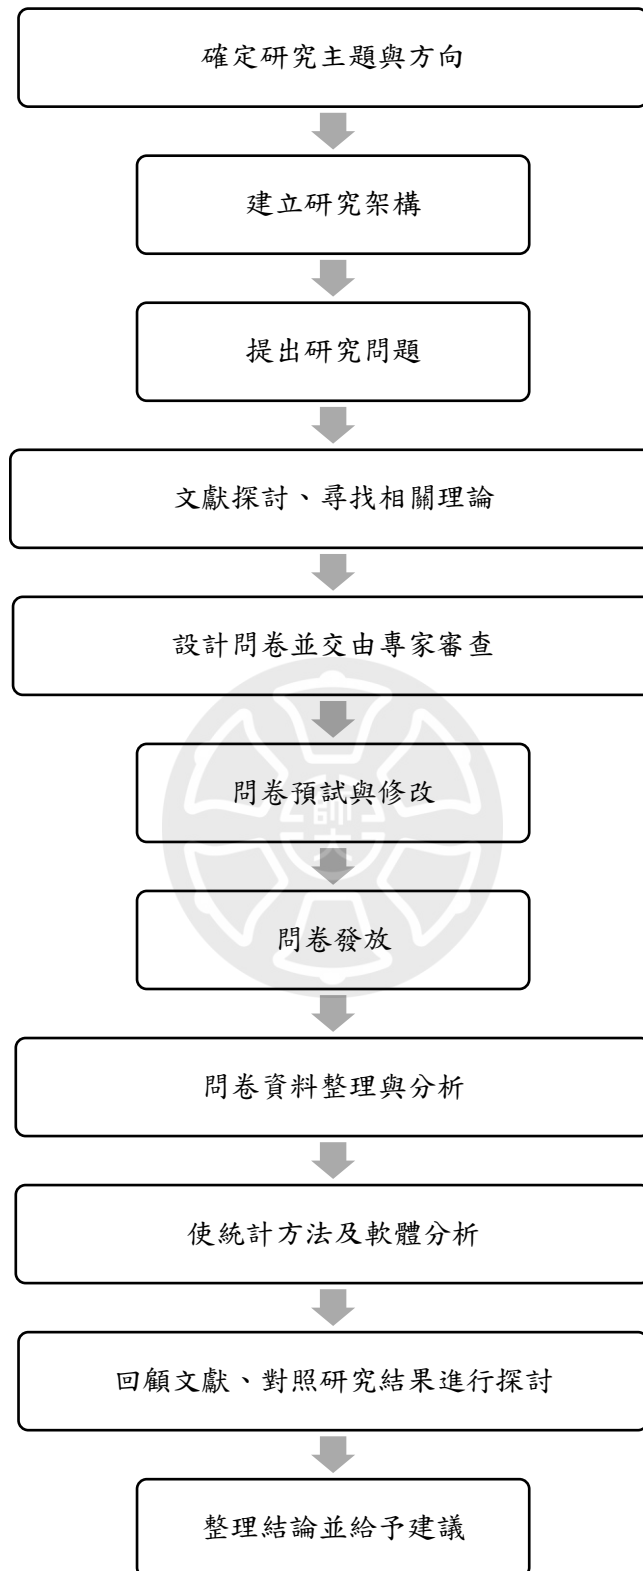 確定研究主題與方向
建立研究架構
提出研究問題
文獻探討、尋找相關理論
設計問卷並交由專家審查
問卷預試與修改
師大
問卷發放
問卷資料整理與分析
使統計方法及軟體分析
回顧文獻、對照研究結果進行探討
整理結論並給予建議